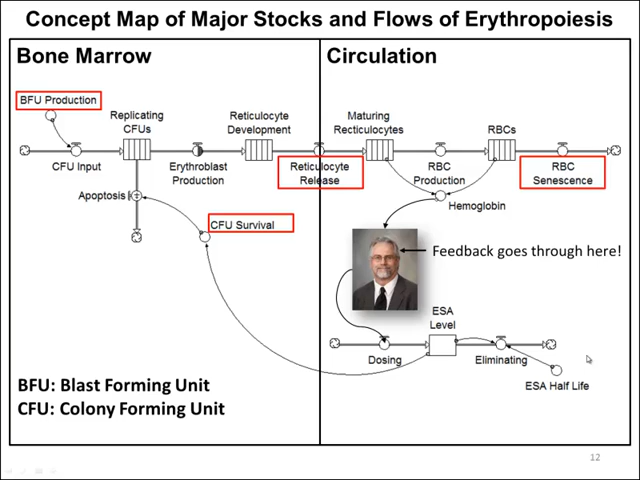 Concept Map of Major Stocks and Flows of Erythropoiesis
Bone Marrow
Circulation
BFU Production
Replicating
CFUs
Reticulocyte
Development
Maturing
Recticulocytes
RBCs
CFU Input
Erythroblast
Production
Reticulocyte
Release
RBC
Production
RBC
Senescence
Apoptosis
Hemoglobin
CFU Survival
Feedback goes through here!
ESA
Level
Dosing
Eliminating
ESA Half Life
BFU: Blast Forming Unit
CFU: Colony Forming Unit
12